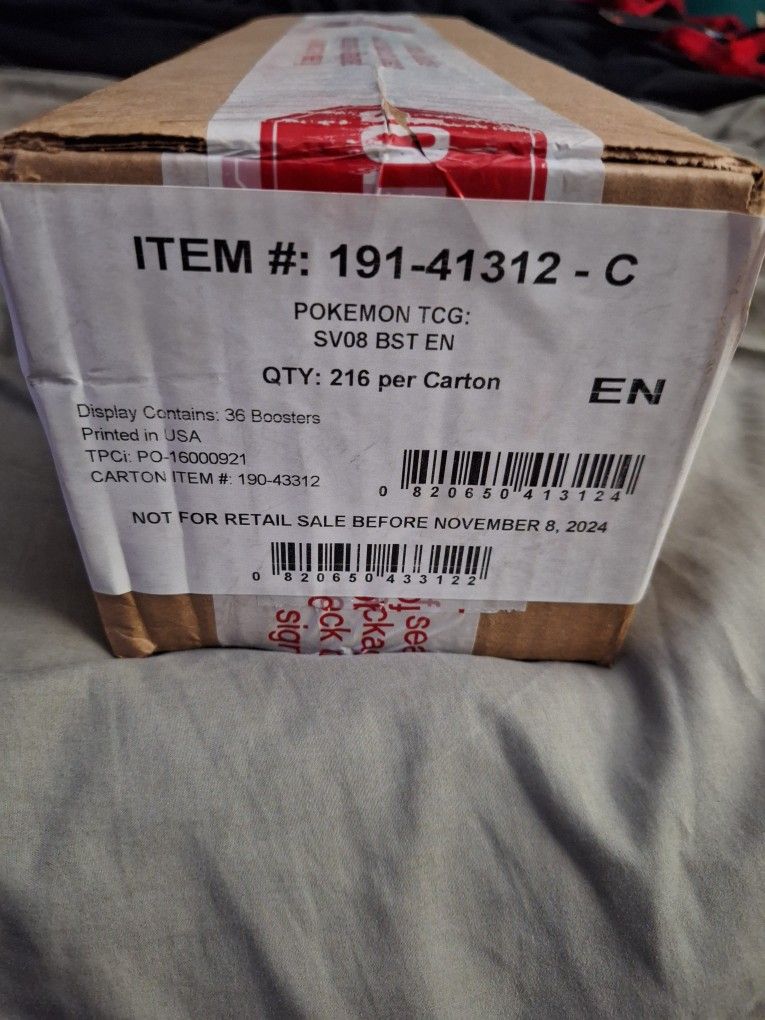 ITEM #: 191-41312 - C
POKEMON TCG:
SV08 BST EN
QTY: 216 per Carton
EN
Display Contains: 36 Boosters
Printed in USA
TPCi: PO-16000921
CARTON ITEM #: 190-43312
0 820650 413124
NOT FOR RETAIL SALE BEFORE NOVEMBER 8, 2024
0 820650 433122